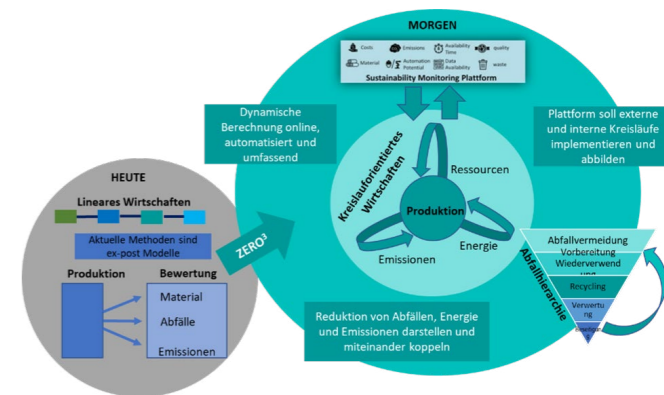 MORGEN
Costs
Emissions
Availability
Time
quality
Material
Automation
Potential
Data
Availability
waste
Sustainability Monitoring Plattform
Dynamische
Berechnung online,
automatisiert und
umfassend
Plattform soll externe
und interne Kreisläufe
implementieren und
abbilden
Kreislauforientiertes
Wirtschaften
Ressourcen
Produktion
Emissionen
Energie
HEUTE
Lineares Wirtschaften
Aktuelle Methoden sind
ex-post Modelle
Produktion
Bewertung
Material
Abfälle
Emissionen
ZERO³
Abfallhierarchie
Abfallvermeidung
Vorbereitung
Wiederverwend
ung
Recycling
Verwertu
ng
Reduktion von Abfällen, Energie
und Emissionen darstellen und
miteinander koppeln